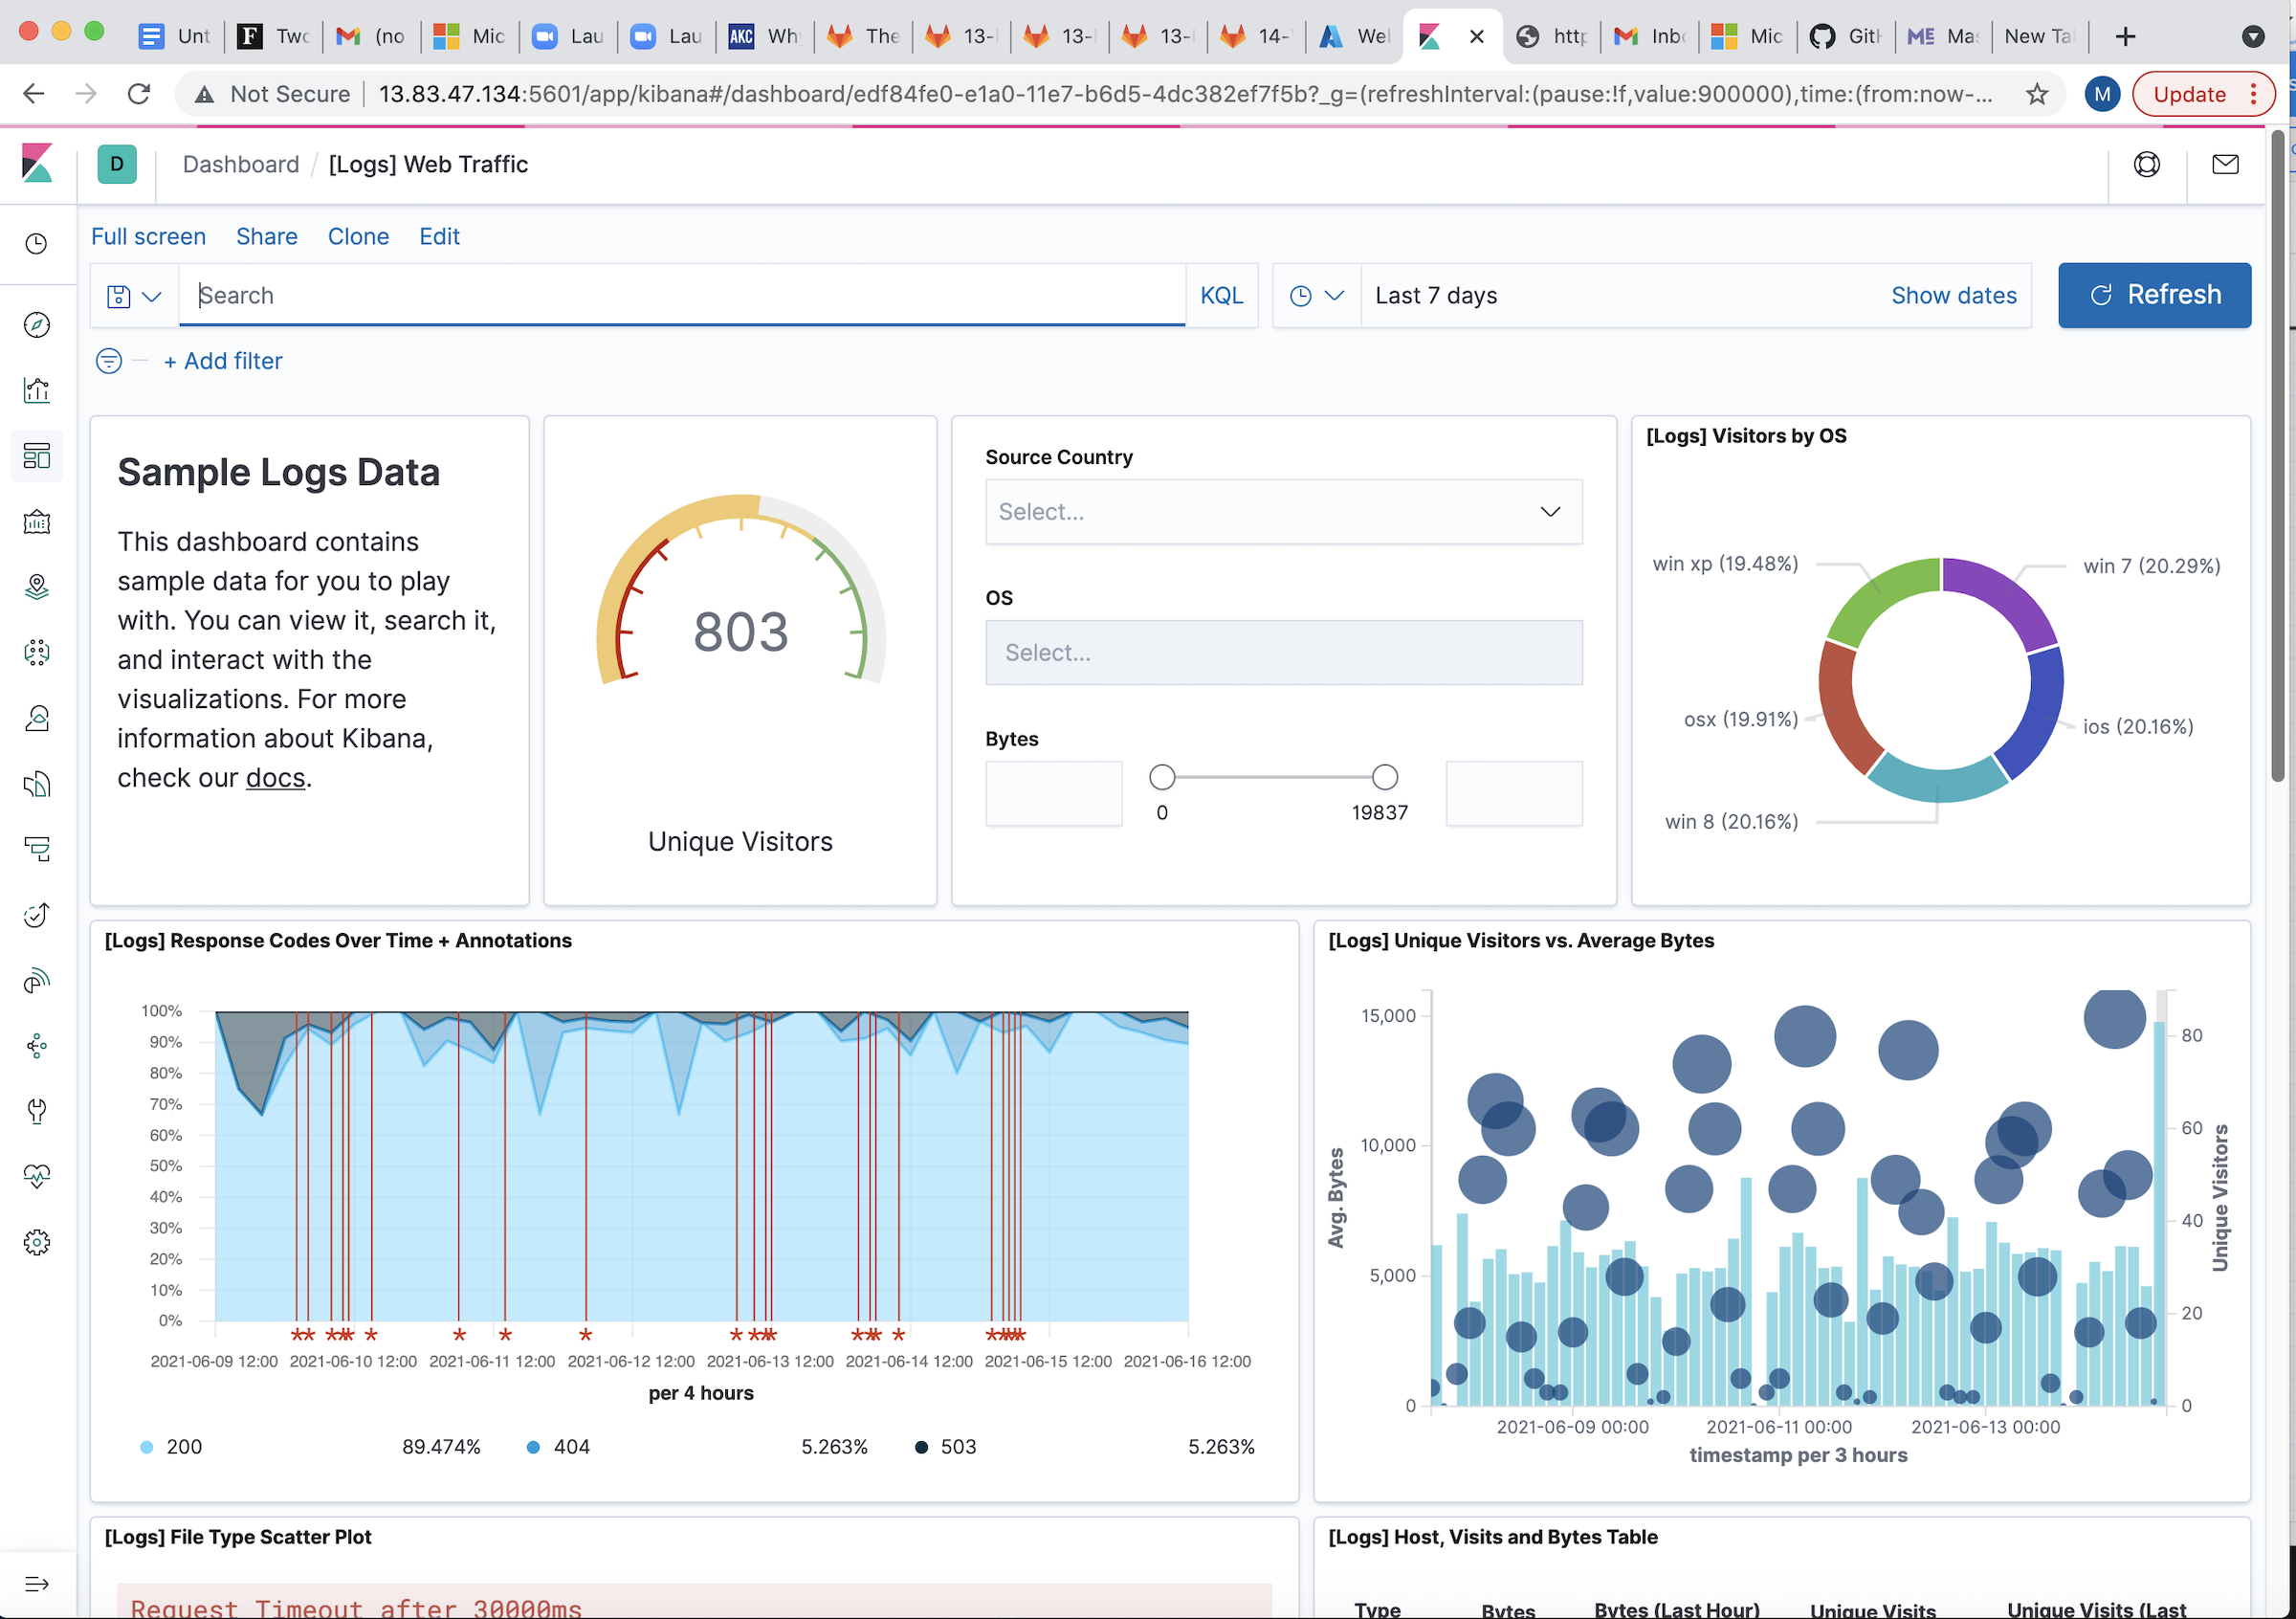 Unt
Twc
(no
Mic
Lau
Lau
AKC Wh
The
13-
13-
13-
14-
We
http
Inb
Mic
Git
ME Ma
New Ta
Not Secure
13.83.47.134:5601/app/kibana#/dashboard/edf84fe0-e1a0-11e7-b6d5-4dc382ef7f5b?_g=(refreshInterval:(pause:!f,value:900000),time:(from:now-...
M
Update
D
Dashboard / [Logs] Web Traffic
Full screen Share Clone Edit
Search
KQL
Last 7 days
Show dates
Refresh
+ Add filter
Sample Logs Data
This dashboard contains
sample data for you to play
with. You can view it, search it,
and interact with the
visualizations. For more
information about Kibana,
check our docs.
803
Unique Visitors
Source Country
Select...
OS
Select...
Bytes
0
19837
[Logs] Visitors by OS
win xp (19.48%)
win 7 (20.29%)
osx (19.91%)
ios (20.16%)
win 8 (20.16%)
[Logs] Response Codes Over Time + Annotations
100%
90%
80%
70%
60%
50%
40%
30%
20%
10%
0%
2021-06-09 12:00 2021-06-10 12:00 2021-06-11 12:00 2021-06-12 12:00 2021-06-13 12:00 2021-06-14 12:00 2021-06-15 12:00 2021-06-16 12:00
per 4 hours
200 89.474% 404 5.263% 503 5.263%
[Logs] Unique Visitors vs. Average Bytes
15,000
10,000
5,000
0
Avg. Bytes
80
60
40
20
0
Unique Visitors
2021-06-09 00:00 2021-06-11 00:00 2021-06-13 00:00
timestamp per 3 hours
[Logs] File Type Scatter Plot
Request Timeout after 30000ms
[Logs] Host, Visits and Bytes Table
Type Bytes Bytes (Last Hour) Unique Visits Unique Visits (Last